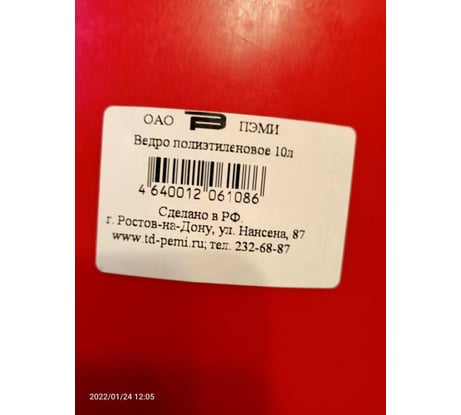 ОАО ПЭМИ
Ведро полиэтиленовое 10л
4 640012 061086
Сделано в РФ.
г. Ростов-на-Дону, ул. Нансена, 87
www.td-pemi.ru; тел. 232-68-87
2022/01/24 12:05